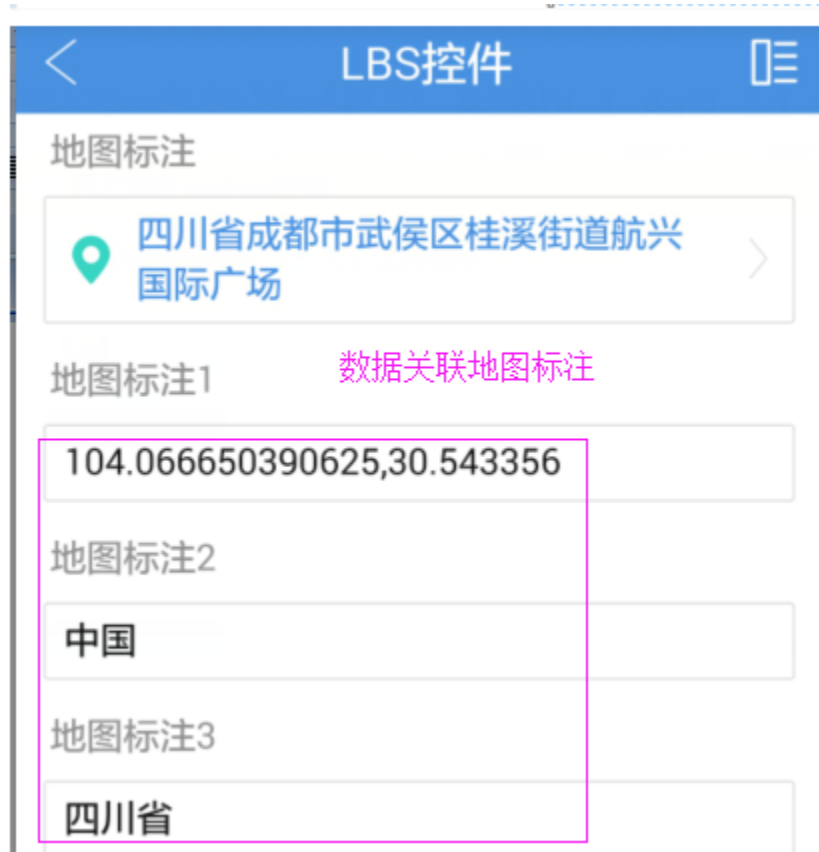 LBS控件
地图标注
四川省成都市武侯区桂溪街道航兴
国际广场
地图标注1
数据关联地图标注
104.066650390625,30.543356
地图标注2
中国
地图标注3
四川省